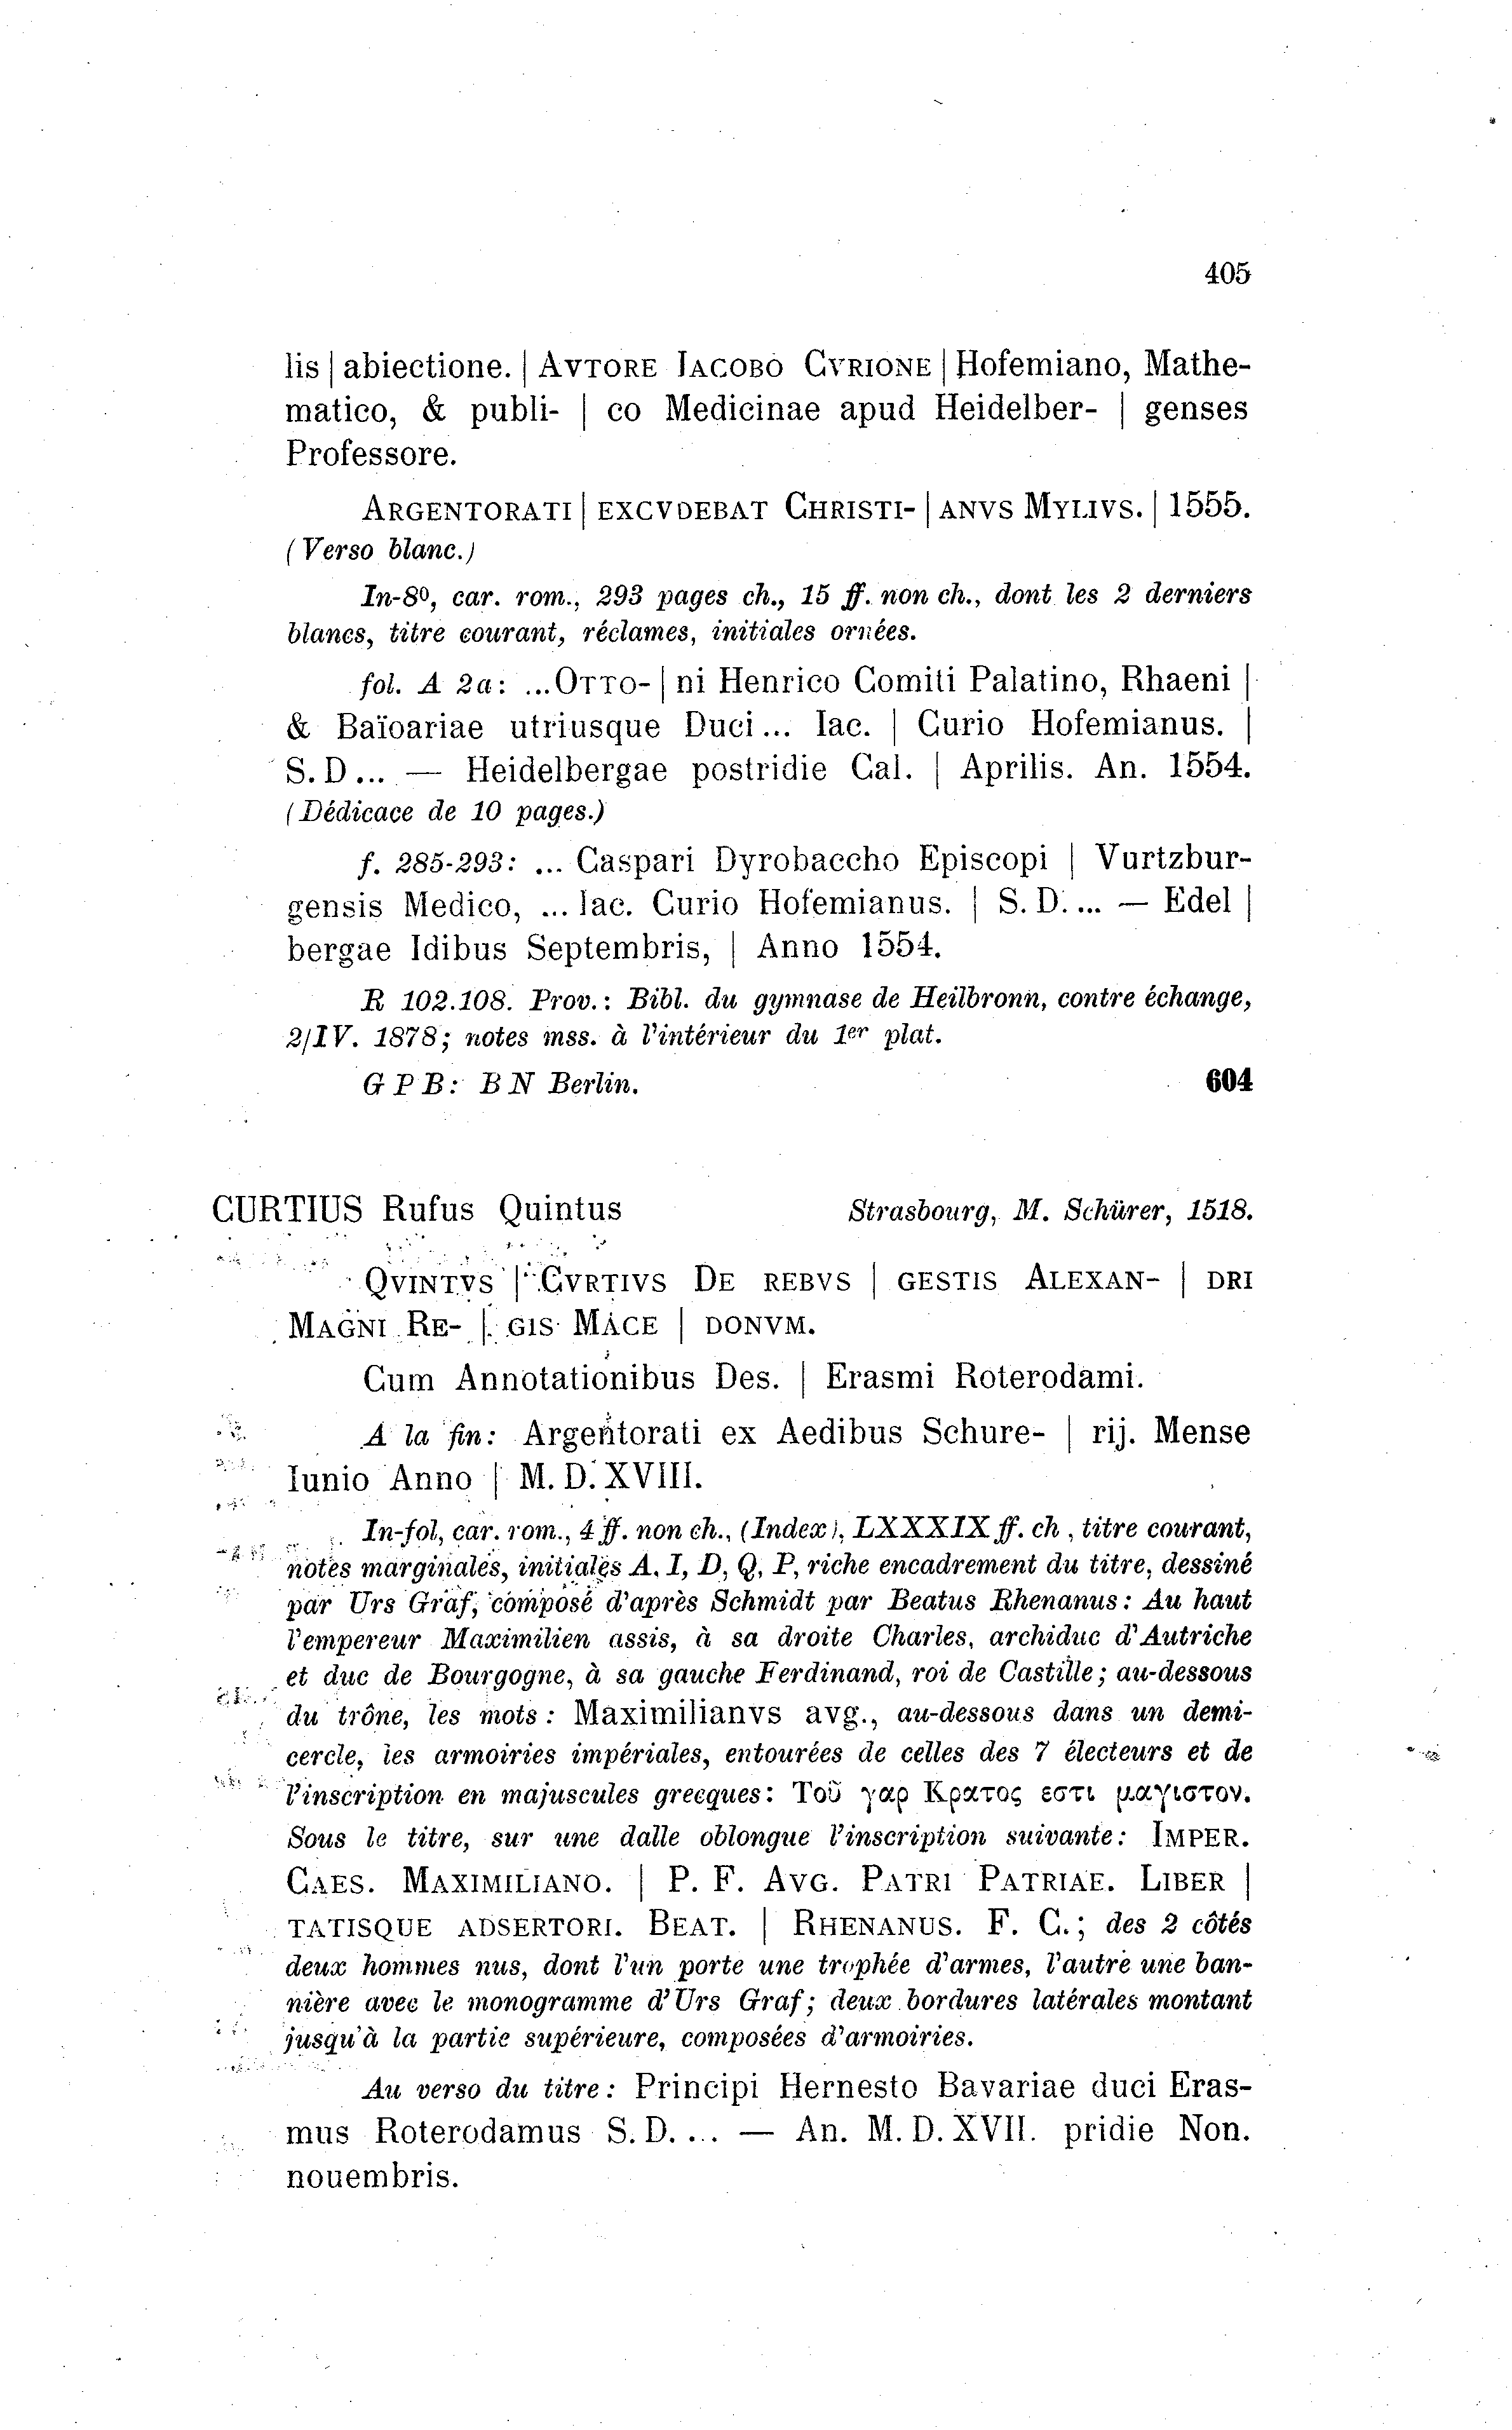 405
lis | abiectione. | AVTORE IACOBO CVRIONE | Hofemiano, Mathe-
matico, & publi- | co Medicinae apud Heidelber- | genses
Professore.
ARGENTORATI | EXCVDEBAT CHRISTI- | ANVS MYLIVS. | 1555.
(Verso blanc.)
In-8º, car. rom., 293 pages ch., 15 ff. non ch., dont les 2 derniers
blancs, titre courant, réclames, initiales ornées.
fol. A 2a: ... OTTO- | ni Henrico Comiti Palatino, Rhaeni |
& Baïoariae utriusque Duci ... Iac. | Curio Hofemianus. |
S. D ... — Heidelbergae postridie Cal. | Aprilis. An. 1554.
(Dédicace de 10 pages.)
f. 285-293: ... Caspari Dyrobaccho Episcopi | Vurtzbur-
gensis Medico, ... Iac. Curio Hofemianus. | S. D. ... — Edel |
bergae Idibus Septembris, | Anno 1554.
R 102.108. Prov.: Bibl. du gymnase de Heilbronn, contre échange,
2/IV. 1878; notes mss. à l'intérieur du 1er plat.
G P B: B N Berlin.
604
CURTIUS Rufus Quintus Strasbourg, M. Schürer, 1518.
QVINTVS | CVRTIVS DE REBVS | GESTIS ALEXAN- | DRI
MAGNI RE- | GIS MACE | DONVM.
Cum Annotationibus Des. | Erasmi Roterodami.
A la fin: Argentorati ex Aedibus Schure- | rij. Mense
Iunio Anno | M. D. XVIII.
In-fol, car. rom., 4 ff. non ch., (Index), LXXXIX ff. ch, titre courant,
notes marginales, initiales A, I, D, Q, P, riche encadrement du titre, dessiné
par Urs Graf, composé d'après Schmidt par Beatus Rhenanus: Au haut
l'empereur Maximilien assis, à sa droite Charles, archiduc d'Autriche
et duc de Bourgogne, à sa gauche Ferdinand, roi de Castille; au-dessous
du trône, les mots: Maximilianvs avg., au-dessous dans un demi-
cercle, les armoiries impériales, entourées de celles des 7 électeurs et de
l'inscription en majuscules grecques: Τοῦ γαρ Κρατος εστι μαγιστον.
Sous le titre, sur une dalle oblongue l'inscription suivante: IMPER.
CAES. MAXIMILIANO. | P. F. AVG. PATRI PATRIAE. LIBER |
TATISQUE ADSERTORI. BEAT. | RHENANUS. F. C.; des 2 côtés
deux hommes nus, dont l'un porte une trophée d'armes, l'autre une ban-
nière avec le monogramme d'Urs Graf; deux bordures latérales montant
jusqu'à la partie supérieure, composées d'armoiries.
Au verso du titre: Principi Hernesto Bavariae duci Eras-
mus Roterodamus S. D. ... — An. M. D. XVII. pridie Non.
nouembris.